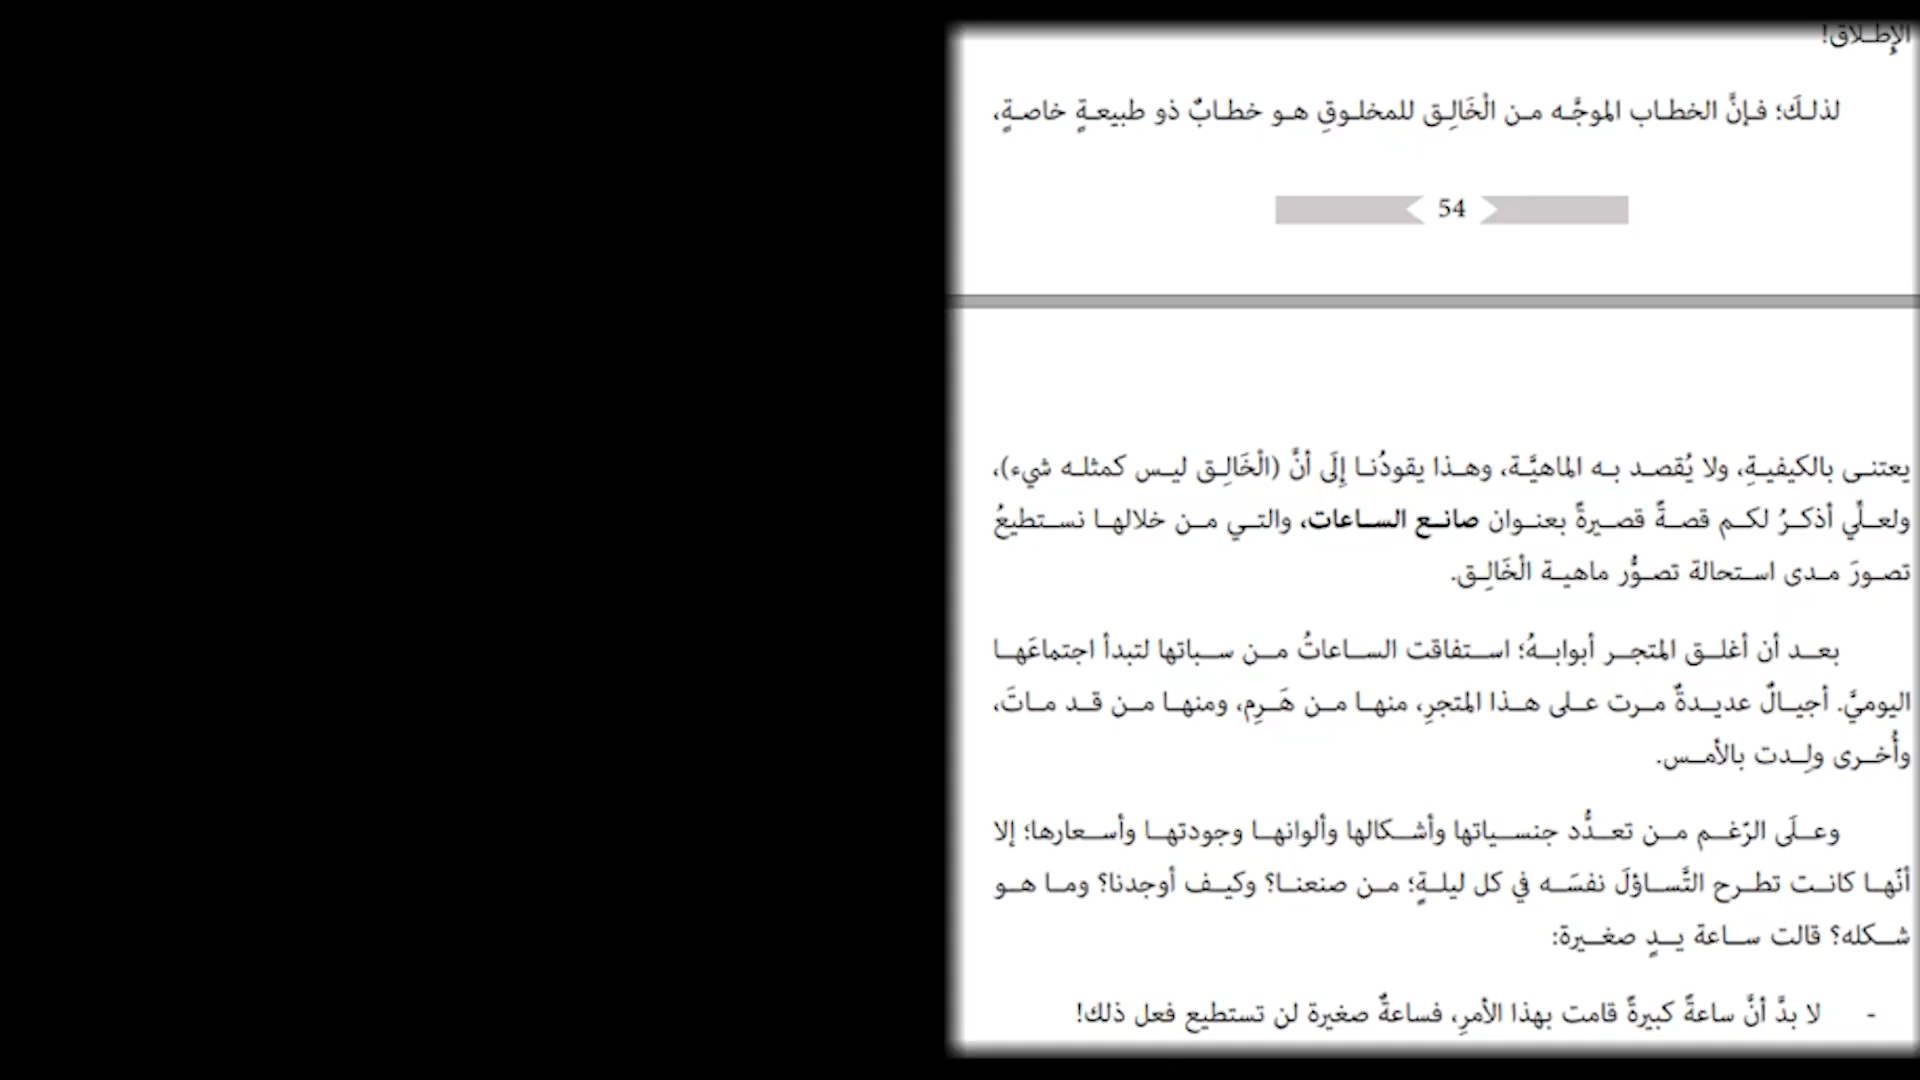 الإطلاق!
لذلكَ؛ فإنَّ الخطاب الموجَّه من الْخَالِق للمخلوقِ هو خطابٌ ذو طبيعةٍ خاصةٍ،
54
يعتنى بالكيفيةِ، ولا يُقصد به الماهيَّة، وهذا يقودُنا إِلَى أنَّ (الْخَالِق ليس كمثله شيء)،
ولعلَّي أذكرُ لكم قصةً قصيرةً بعنوان صانع الساعات، والتي من خلالها نستطيعُ
تصورَ مدى استحالة تصوُّر ماهية الْخَالِق.
بعد أن أغلق المتجر أبوابهُ؛ استفاقت الساعاتُ من سباتها لتبدأ اجتماعَها
اليوميَّ. أجيالٌ عديدةٌ مرت على هذا المتجرِ، منها من هَرِم، ومنها من قد ماتَ،
وأُخرى ولِدت بالأمس.
وعلَى الرّغم من تعدُّد جنسياتها وأشكالها وألوانها وجودتها وأسعارها؛ إلا
أنّها كانت تطرح التَّساؤلَ نفسَه في كل ليلةٍ؛ من صنعنا؟ وكيف أوجدنا؟ وما هو
شكله؟ قالت ساعة يدٍ صغيرة:
- لا بدَّ أنَّ ساعةً كبيرةً قامت بهذا الأمرِ، فساعةٌ صغيرة لن تستطيع فعل ذلك!